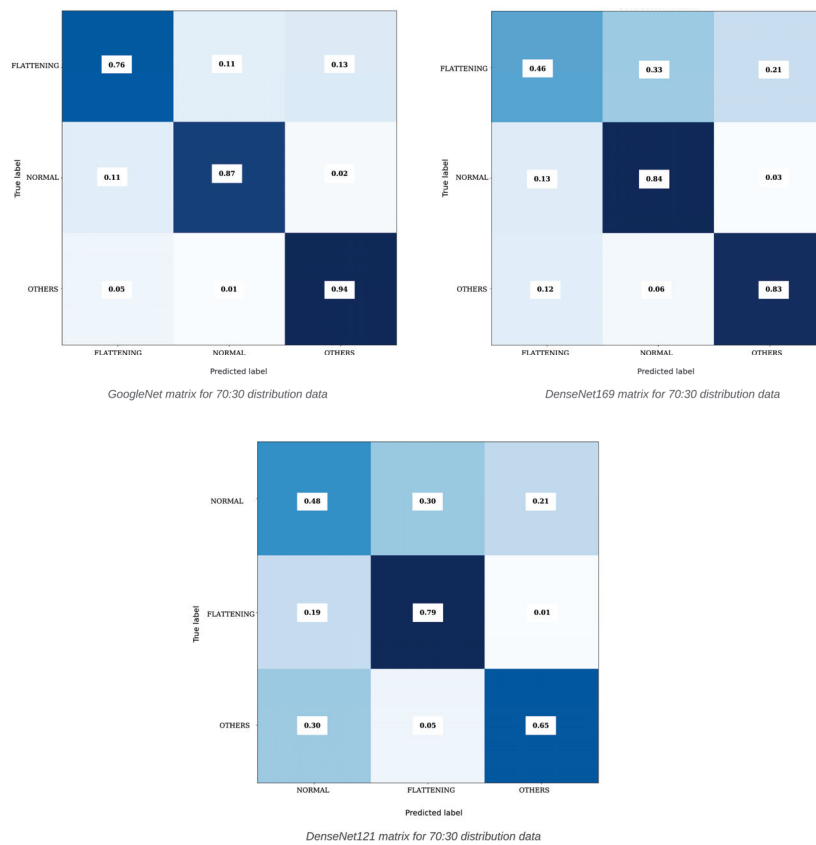 FLATTENING
0.76
0.11
0.13
True label
NORMAL
0.11
0.87
0.02
OTHERS
0.05
0.01
0.94
FLATTENING
NORMAL
OTHERS
Predicted label
GoogleNet matrix for 70:30 distribution data
FLATTENING
0.46
0.33
0.21
True label
NORMAL
0.13
0.84
0.03
OTHERS
0.12
0.06
0.83
FLATTENING
NORMAL
OTHERS
Predicted label
DenseNet169 matrix for 70:30 distribution data
NORMAL
0.48
0.30
0.21
True label
FLATTENING
0.19
0.79
0.01
OTHERS
0.30
0.05
0.65
NORMAL
FLATTENING
OTHERS
Predicted label
DenseNet121 matrix for 70:30 distribution data